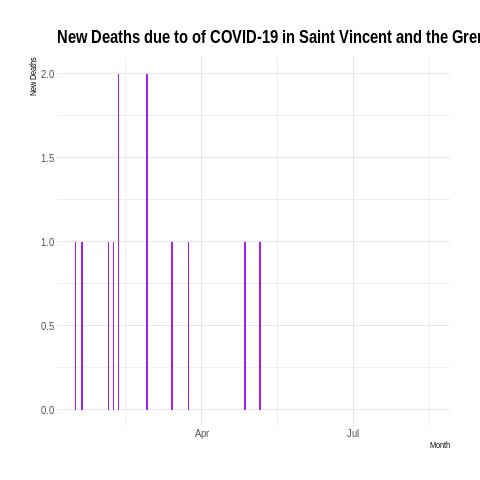 New Deaths due to of COVID-19 in Saint Vincent and the Gren
New Deaths
2.0
1.5
1.0
0.5
0.0
Apr
Jul
Month